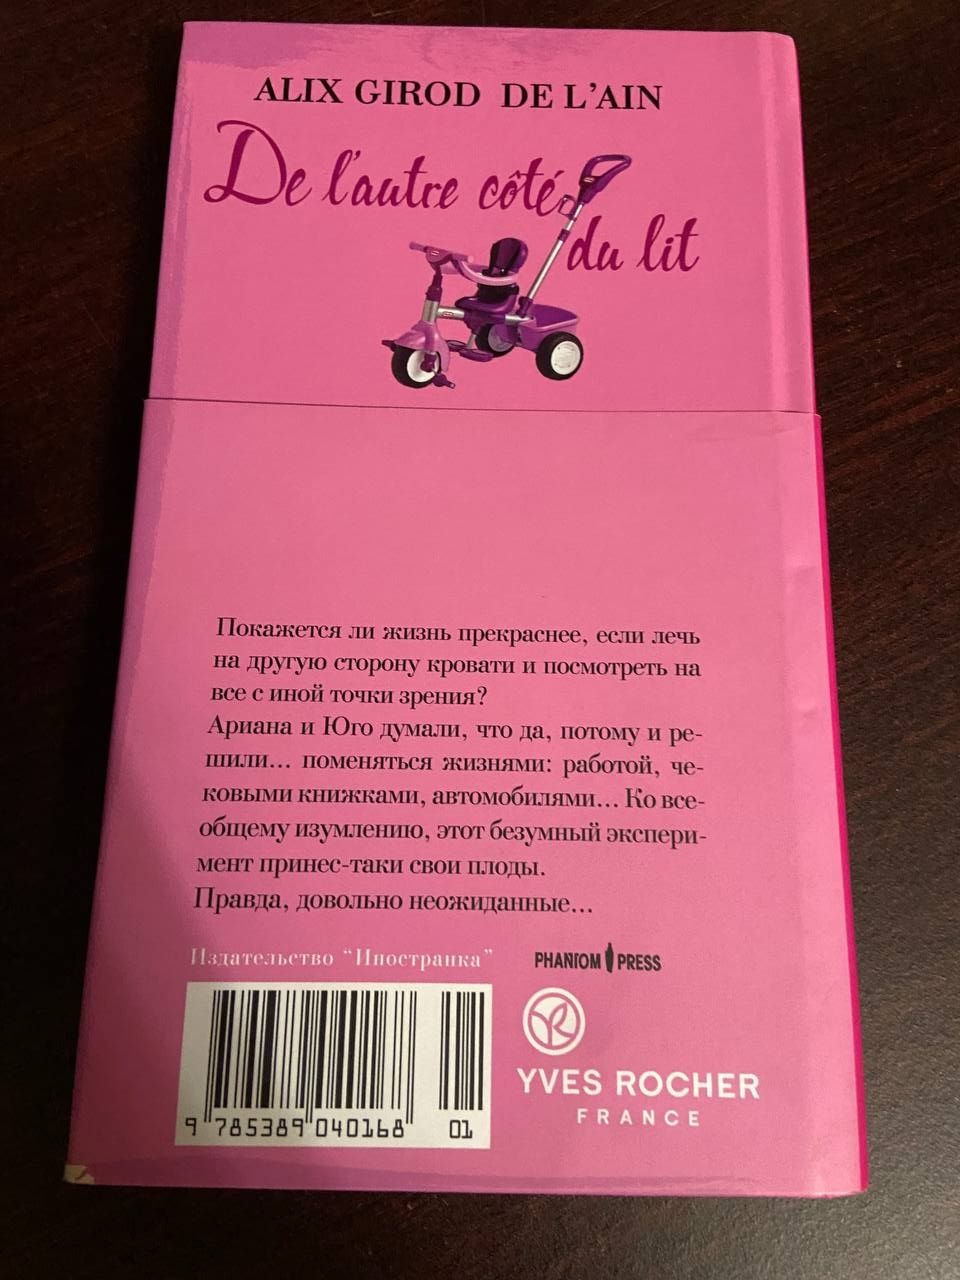 ALIX GIROD DE L'AIN
De l'autre côté
du lit
Покажется ли жизнь прекраснее, если лечь
на другую сторону кровати и посмотреть на
все с иной точки зрения?
Ариана и Юго думали, что да, потому и ре-
шили... поменяться жизнями: работой, че-
ковыми книжками, автомобилями... Ко все-
общему изумлению, этот безумный экспери-
мент принес-таки свои плоды.
Правда, довольно неожиданные...
Издательство "Иностранка"
PHANTOM PRESS
YVES ROCHER
FRANCE
9 785389 040168 01